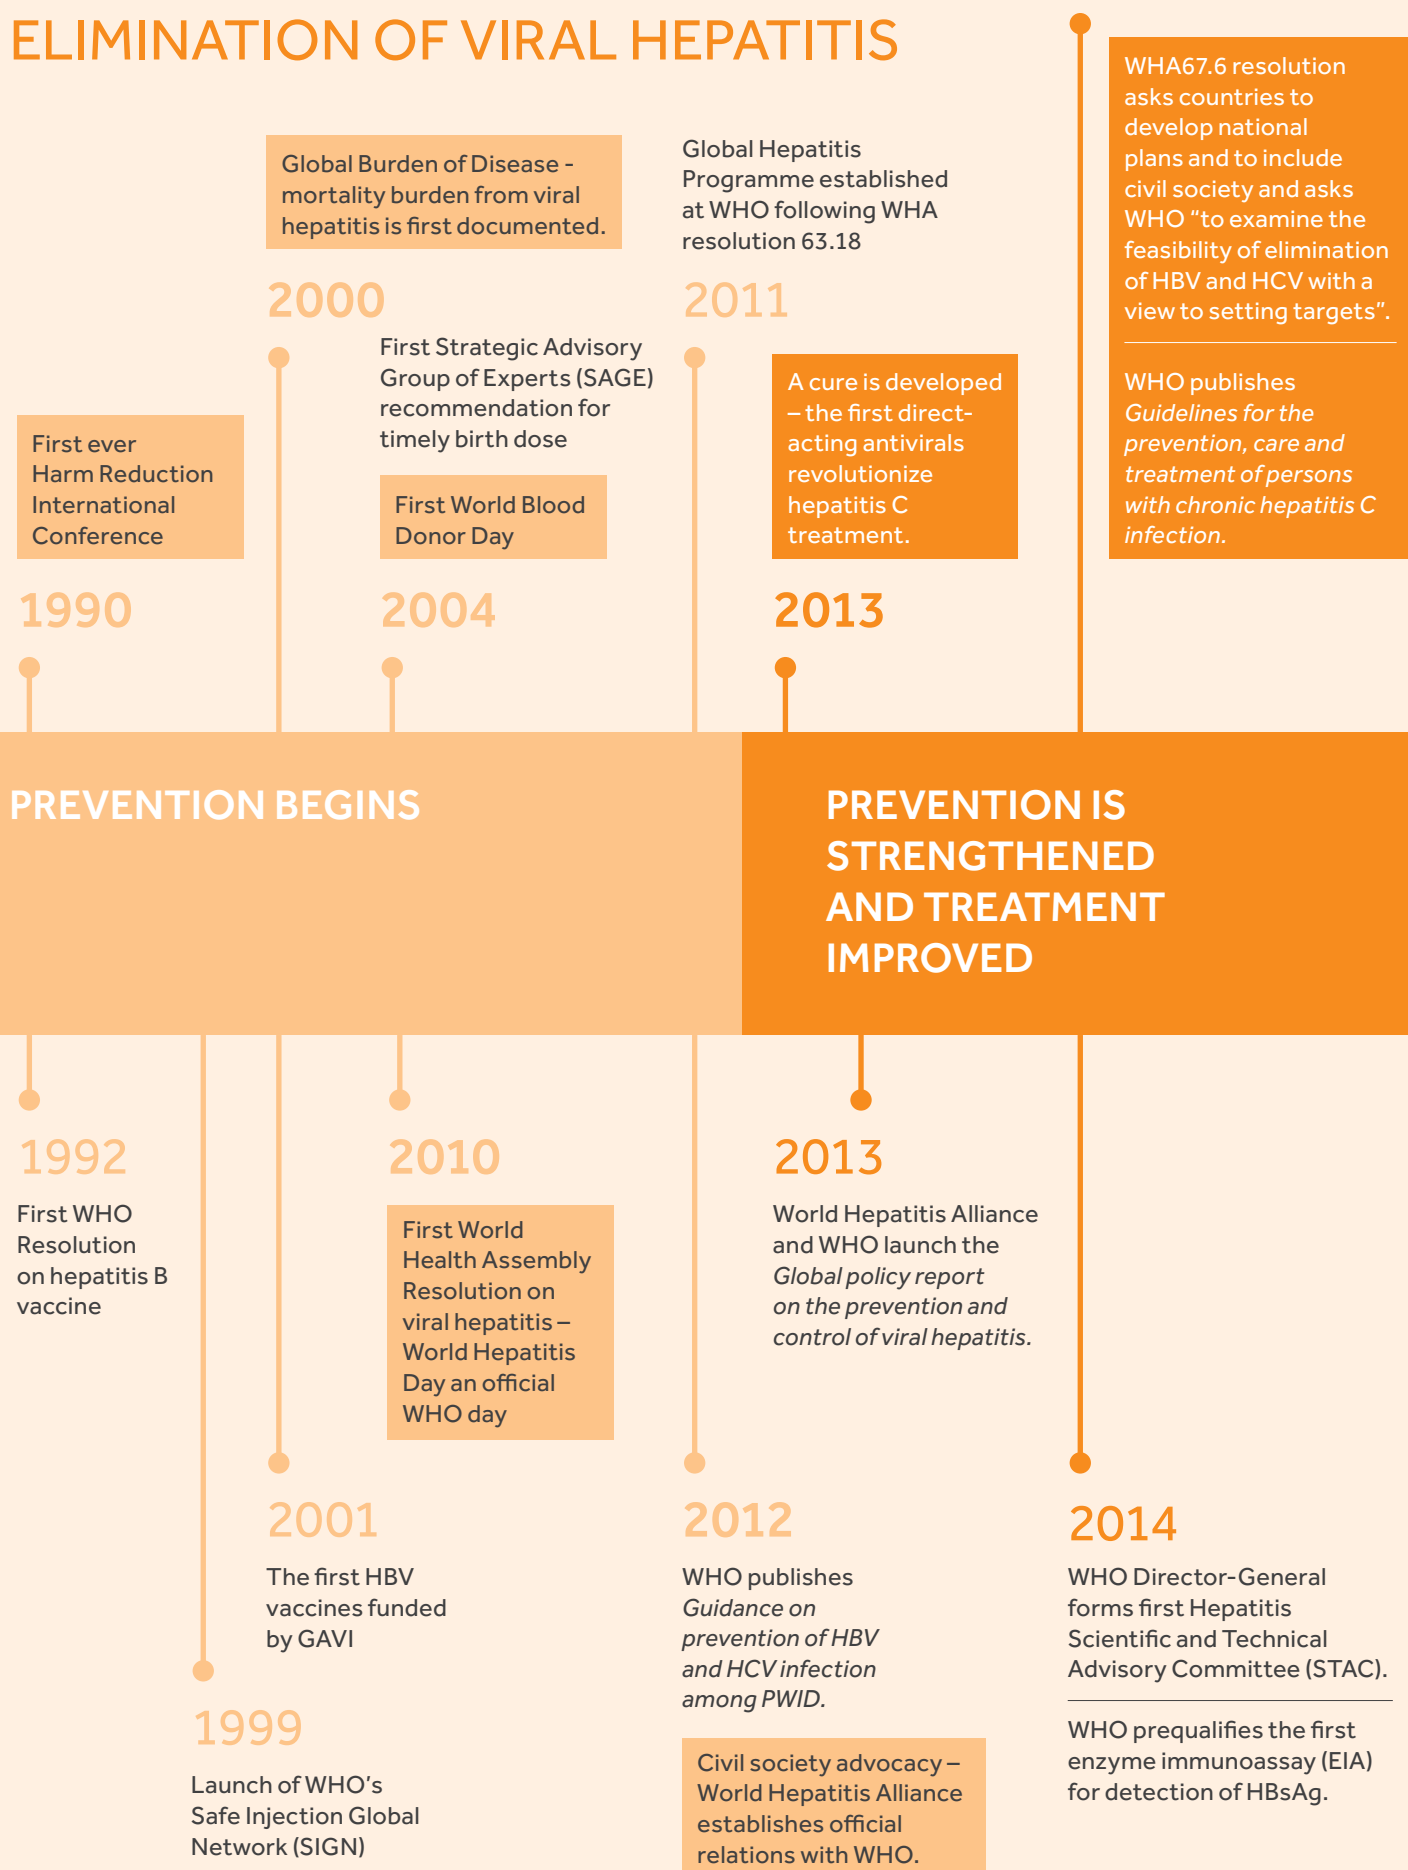 ELIMINATION OF VIRAL HEPATITIS
First ever
Harm Reduction
International
Conference
1990
Global Burden of Disease -
mortality burden from viral
hepatitis is first documented.
2000
First Strategic Advisory
Group of Experts (SAGE)
recommendation for
timely birth dose
First World Blood
Donor Day
2004
Global Hepatitis
Programme established
at WHO following WHA
resolution 63.18
2011
A cure is developed
– the first direct-
acting antivirals
revolutionize
hepatitis C
treatment.
2013
WHA67.6 resolution
asks countries to
develop national
plans and to include
civil society and asks
WHO “to examine the
feasibility of elimination
of HBV and HCV with a
view to setting targets”.
WHO publishes
Guidelines for the
prevention, care and
treatment of persons
with chronic hepatitis C
infection.
PREVENTION BEGINS
PREVENTION IS
STRENGTHENED
AND TREATMENT
IMPROVED
1992
First WHO
Resolution
on hepatitis B
vaccine
1999
Launch of WHO’s
Safe Injection Global
Network (SIGN)
2001
The first HBV
vaccines funded
by GAVI
2010
First World
Health Assembly
Resolution on
viral hepatitis –
World Hepatitis
Day an official
WHO day
2012
WHO publishes
Guidance on
prevention of HBV
and HCV infection
among PWID.
Civil society advocacy –
World Hepatitis Alliance
establishes official
relations with WHO.
2013
World Hepatitis Alliance
and WHO launch the
Global policy report
on the prevention and
control of viral hepatitis.
2014
WHO Director-General
forms first Hepatitis
Scientific and Technical
Advisory Committee (STAC).
WHO prequalifies the first
enzyme immunoassay (EIA)
for detection of HBsAg.